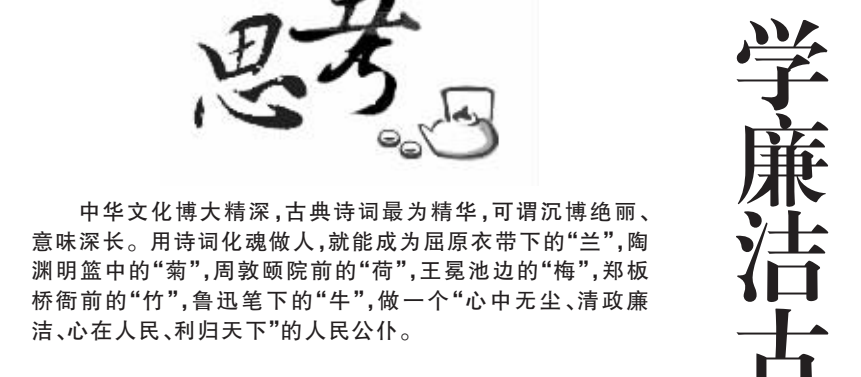 思考
中华文化博大精深,古典诗词最为精华,可谓沉博绝丽、
意味深长。用诗词化魂做人,就能成为屈原衣带下的“兰”,陶
渊明篮中的“菊”,周敦颐院前的“荷”,王冕池边的“梅”,郑板
桥衙前的“竹”,鲁迅笔下的“牛”,做一个“心中无尘、清政廉
洁、心在人民、利归天下”的人民公仆。
学廉洁古